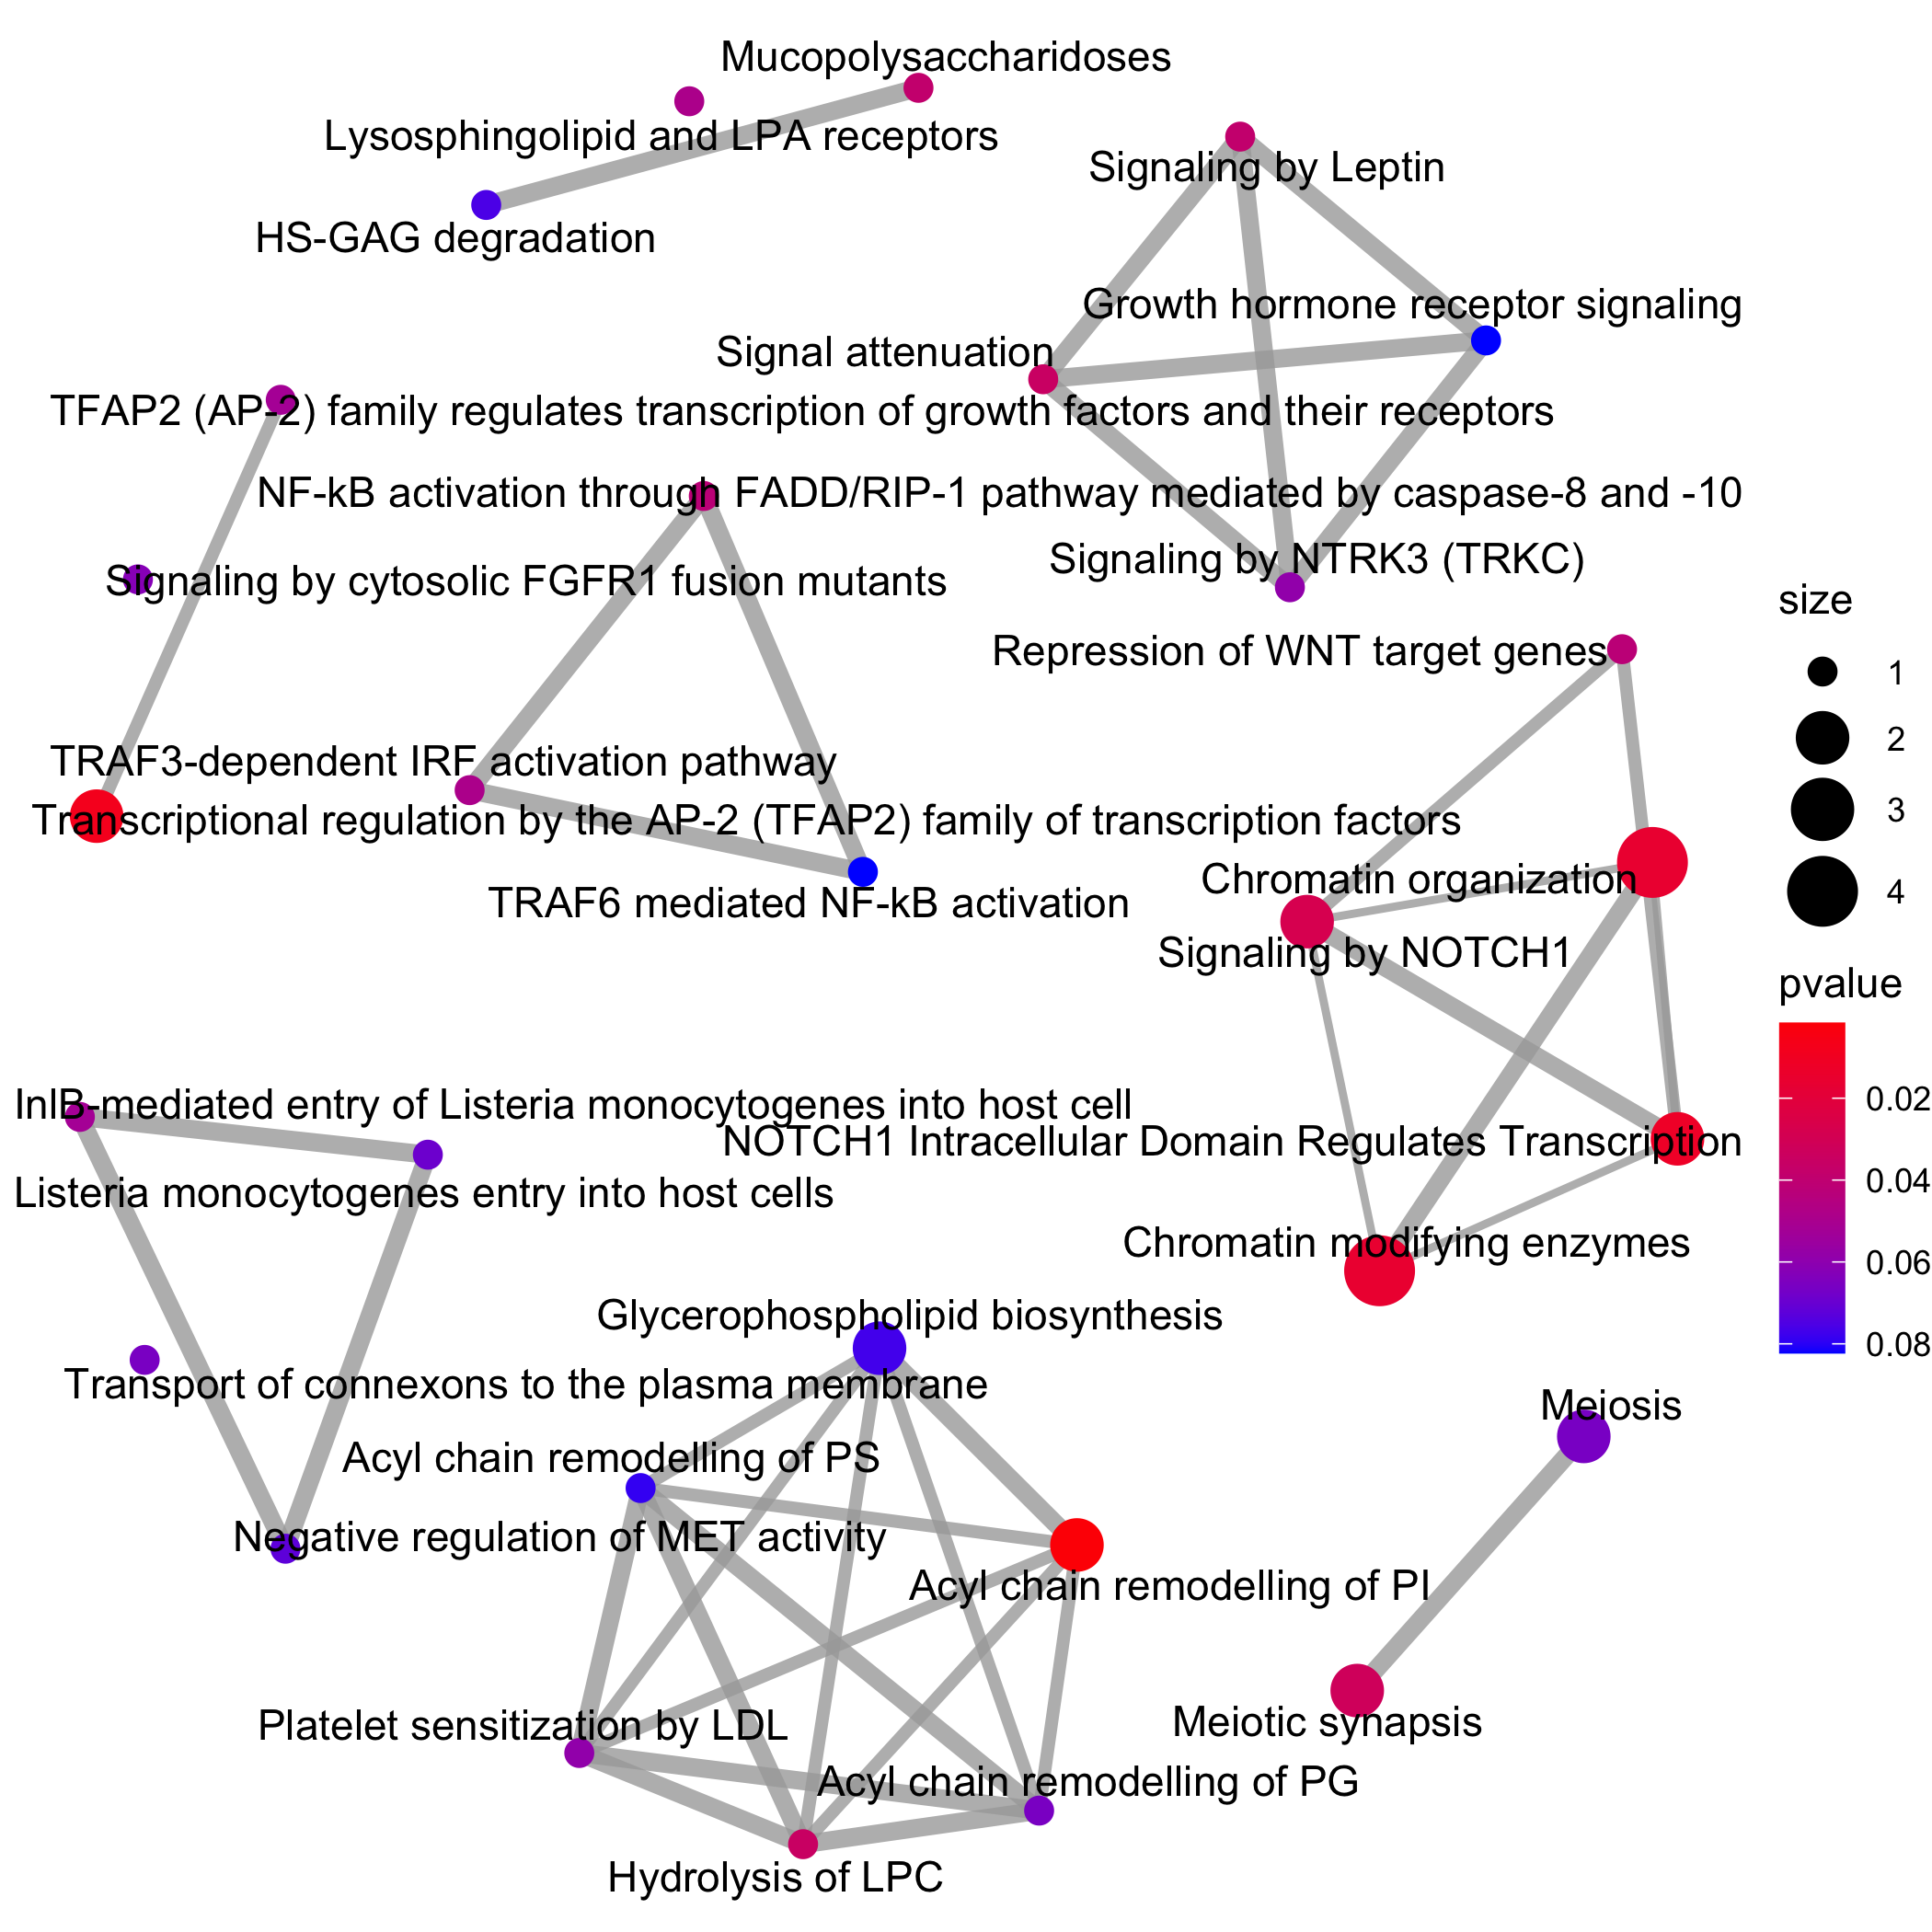 Mucopolysaccharidoses
Lysosphingolipid and LPA receptors
Signaling by Leptin
HS-GAG degradation
Growth hormone receptor signaling
Signal attenuation
TFAP2 (AP-2) family regulates transcription of growth factors and their receptors
NF-kB activation through FADD/RIP-1 pathway mediated by caspase-8 and -10
Signaling by NTRK3 (TRKC)
Signaling by cytosolic FGFR1 fusion mutants
Repression of WNT target genes
TRAF3-dependent IRF activation pathway
Transcriptional regulation by the AP-2 (TFAP2) family of transcription factors
Chromatin organization
TRAF6 mediated NF-kB activation
Signaling by NOTCH1
InlB-mediated entry of Listeria monocytogenes into host cell
NOTCH1 Intracellular Domain Regulates Transcription
Listeria monocytogenes entry into host cells
Chromatin modifying enzymes
Glycerophospholipid biosynthesis
Transport of connexons to the plasma membrane
Meiosis
Acyl chain remodelling of PS
Negative regulation of MET activity
Acyl chain remodelling of PI
Platelet sensitization by LDL
Meiotic synapsis
Acyl chain remodelling of PG
Hydrolysis of LPC
size
1
2
3
4
pvalue
0.02
0.04
0.06
0.08